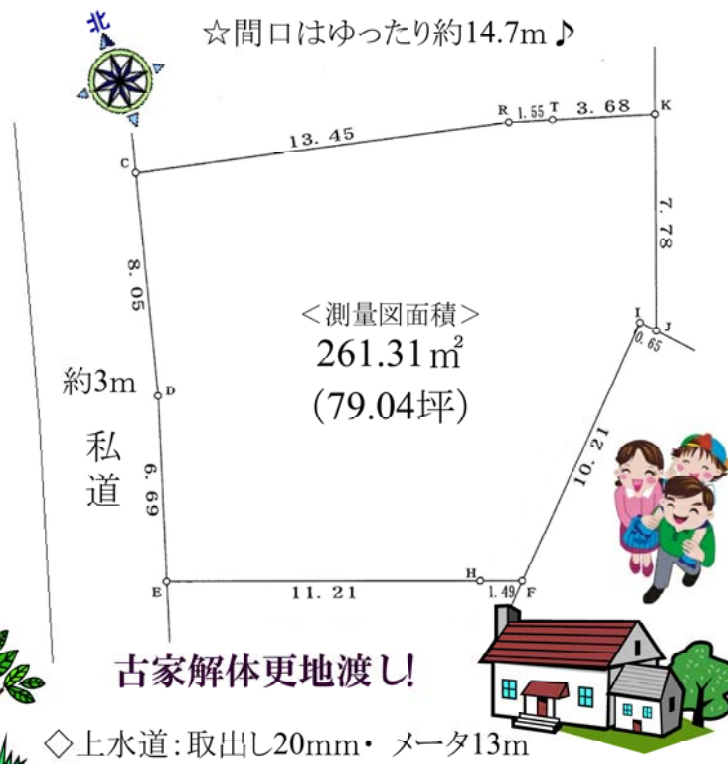 北
☆間口はゆったり約14.7m♪
C
13.45
R
1.55
T
3.68
K
8.05
7.78
<測量図面積>
261.31㎡
(79.04坪)
I
J
0.65
約3m
D
私道
6.69
10.21
E
11.21
H
1.49
F
古家解体更地渡し!
◇上水道:取出し20mm・ メータ13m